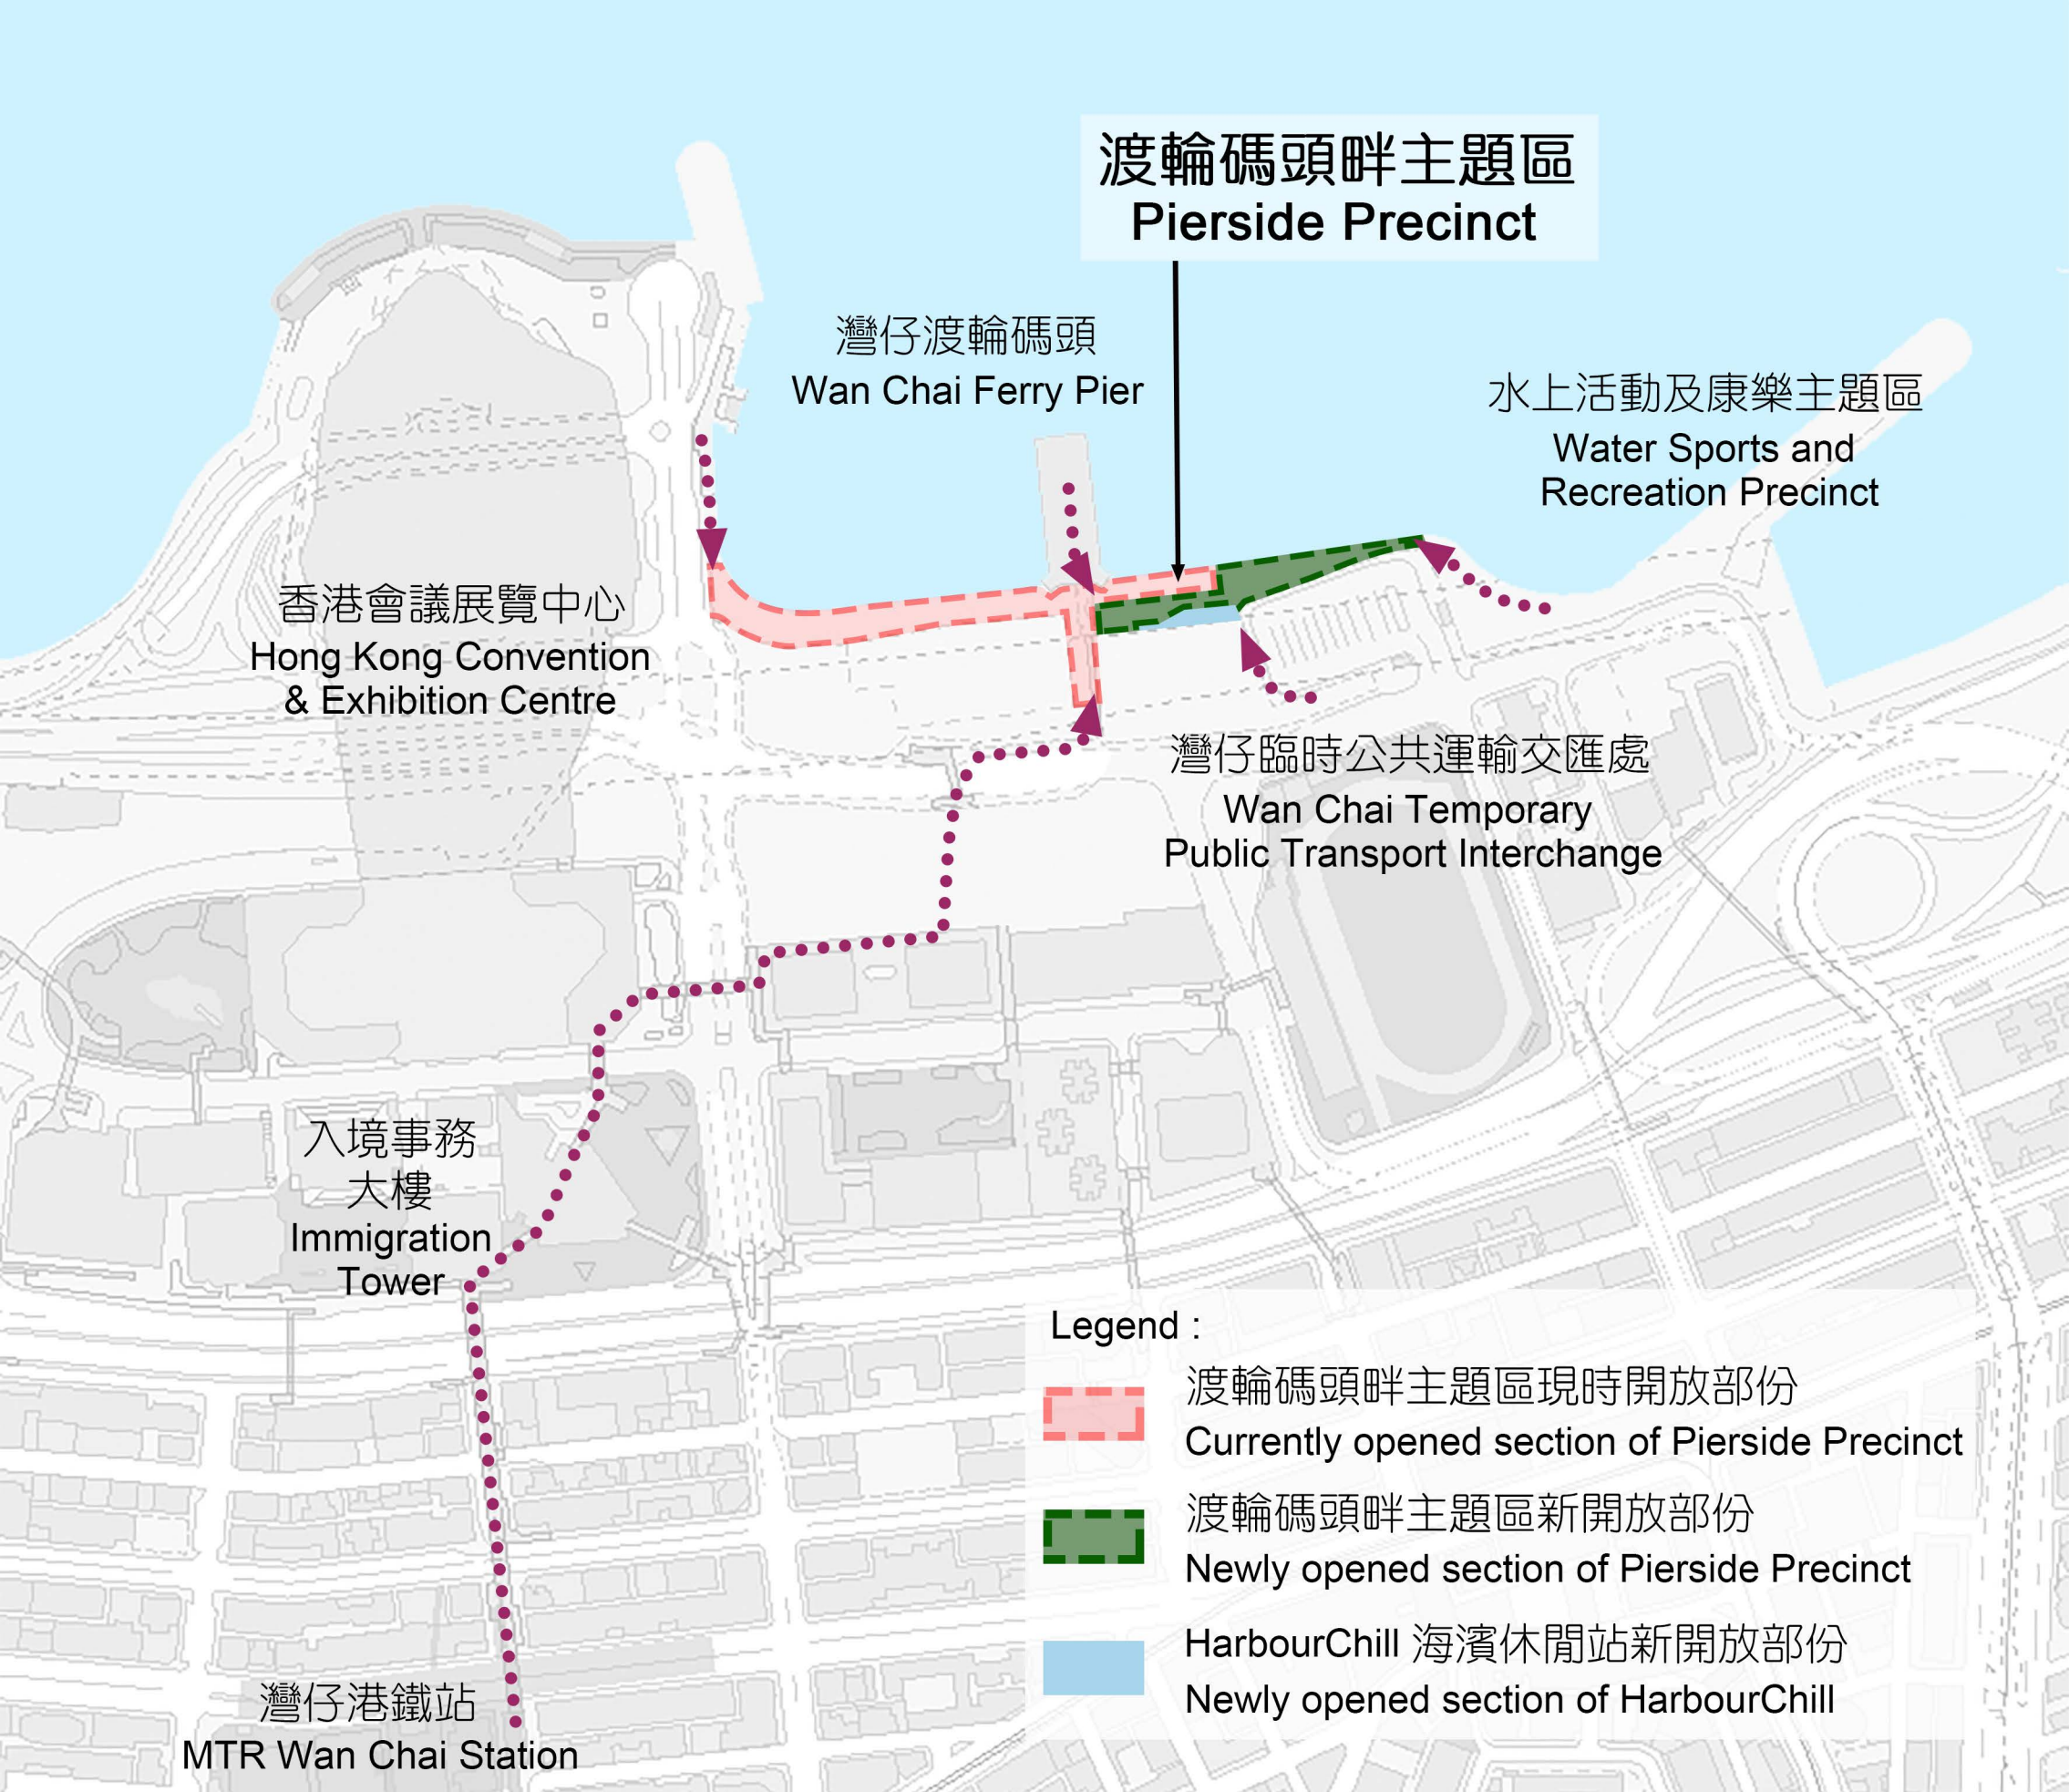 渡輪碼頭畔主題區
Pierside Precinct
灣仔渡輪碼頭
Wan Chai Ferry Pier
水上活動及康樂主題區
Water Sports and
Recreation Precinct
香港會議展覽中心
Hong Kong Convention
& Exhibition Centre
灣仔臨時公共運輸交匯處
Wan Chai Temporary
Public Transport Interchange
入境事務
大樓
Immigration
Tower
灣仔港鐵站
MTR Wan Chai Station
Legend :
渡輪碼頭畔主題區現時開放部份
Currently opened section of Pierside Precinct
渡輪碼頭畔主題區新開放部份
Newly opened section of Pierside Precinct
HarbourChill 海濱休閒站新開放部份
Newly opened section of HarbourChill